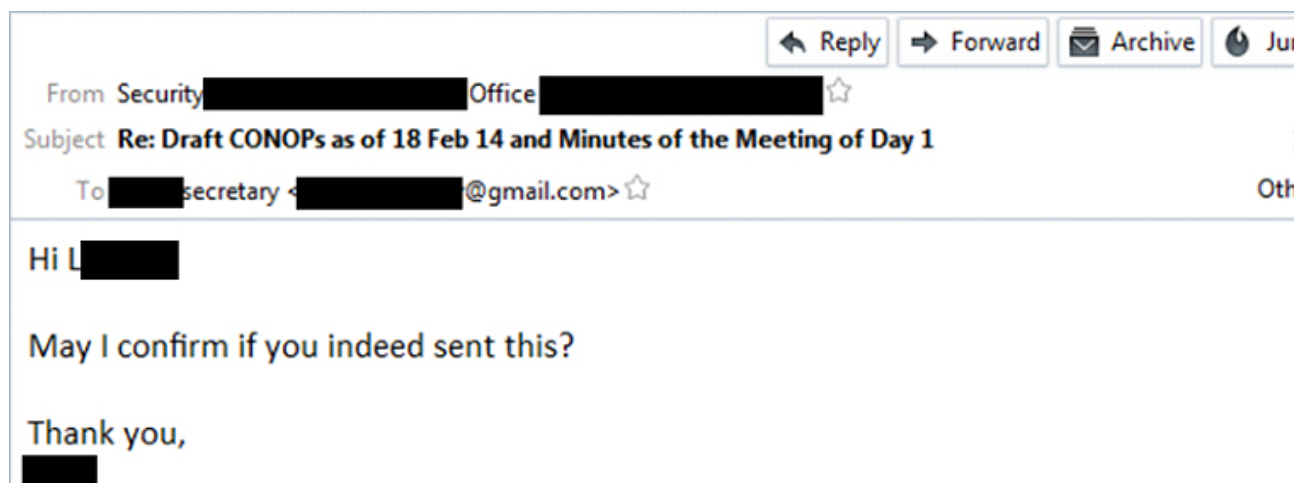 Reply Forward Archive
From Security Office
Subject Re: Draft CONOPs as of 18 Feb 14 and Minutes of the Meeting of Day 1
To secretary < @gmail.com>
Hi L
May I confirm if you indeed sent this?
Thank you,